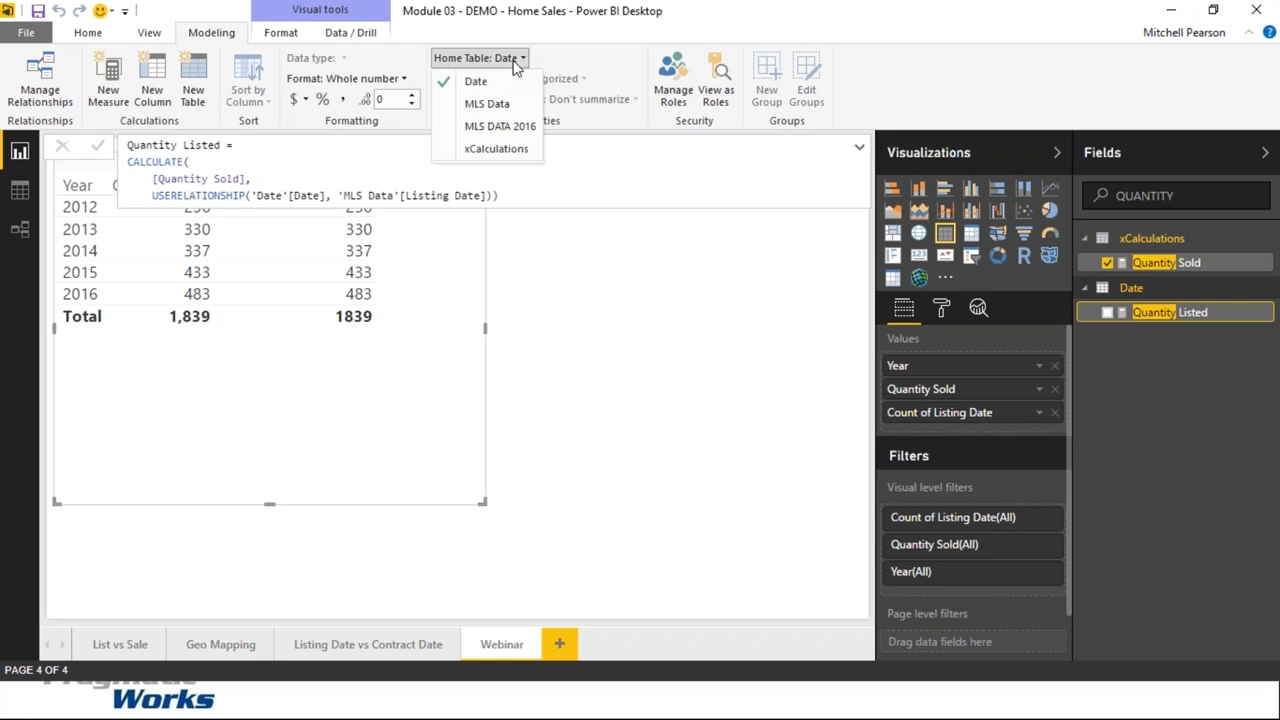 Visual tools
Module 03 - DEMO - Home Sales - Power BI Desktop
File
Home
View
Modeling
Format
Data / Drill
Mitchell Pearson
Manage
Relationships
Relationships
New
Measure
New
Column
New
Table
Calculations
Sort by
Column
Sort
Data type:
Format: Whole number
$ % , .00 0
Formatting
Home Table: Date
Date
MLS Data
MLS DATA 2016
xCalculations
gorized
: Don't summarize
ties
Manage
Roles
View as
Roles
Security
New
Group
Edit
Groups
Groups
Quantity Listed =
CALCULATE(
[Quantity Sold],
USERELATIONSHIP('Date'[Date], 'MLS Data'[Listing Date]))
Year
2012
2013 330 330
2014 337 337
2015 433 433
2016 483 483
Total 1,839 1839
Visualizations
R
Values
Year
Quantity Sold
Count of Listing Date
Filters
Visual level filters
Count of Listing Date(All)
Quantity Sold(All)
Year(All)
Page level filters
Drag data fields here
Fields
QUANTITY
xCalculations
Quantity Sold
Date
Quantity Listed
List vs Sale
Geo Mapping
Listing Date vs Contract Date
Webinar
PAGE 4 OF 4
Works